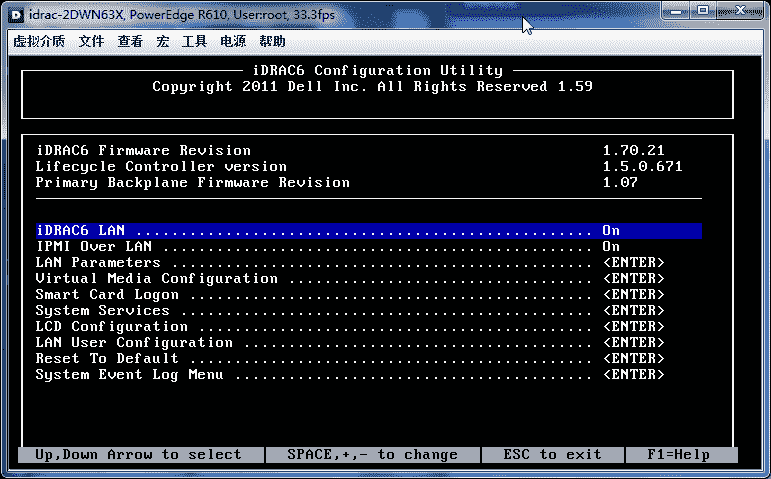 idrac-2DWN63X, PowerEdge R610, User:root, 33.3fps
虚拟介质 文件 查看 宏 工具 电源 帮助
iDRAC6 Configuration Utility
Copyright 2011 Dell Inc. All Rights Reserved 1.59
iDRAC6 Firmware Revision 1.70.21
Lifecycle Controller version 1.5.0.671
Primary Backplane Firmware Revision 1.07
iDRAC6 LAN ................................................... On
IPMI Over LAN ................................................ On
LAN Parameters ................................................ <ENTER>
Virtual Media Configuration ................................... <ENTER>
Smart Card Logon .............................................. <ENTER>
System Services ............................................... <ENTER>
LCD Configuration ............................................. <ENTER>
LAN User Configuration ........................................ <ENTER>
Reset To Default .............................................. <ENTER>
System Event Log Menu ......................................... <ENTER>
Up,Down Arrow to select SPACE,+,- to change ESC to exit F1=Help